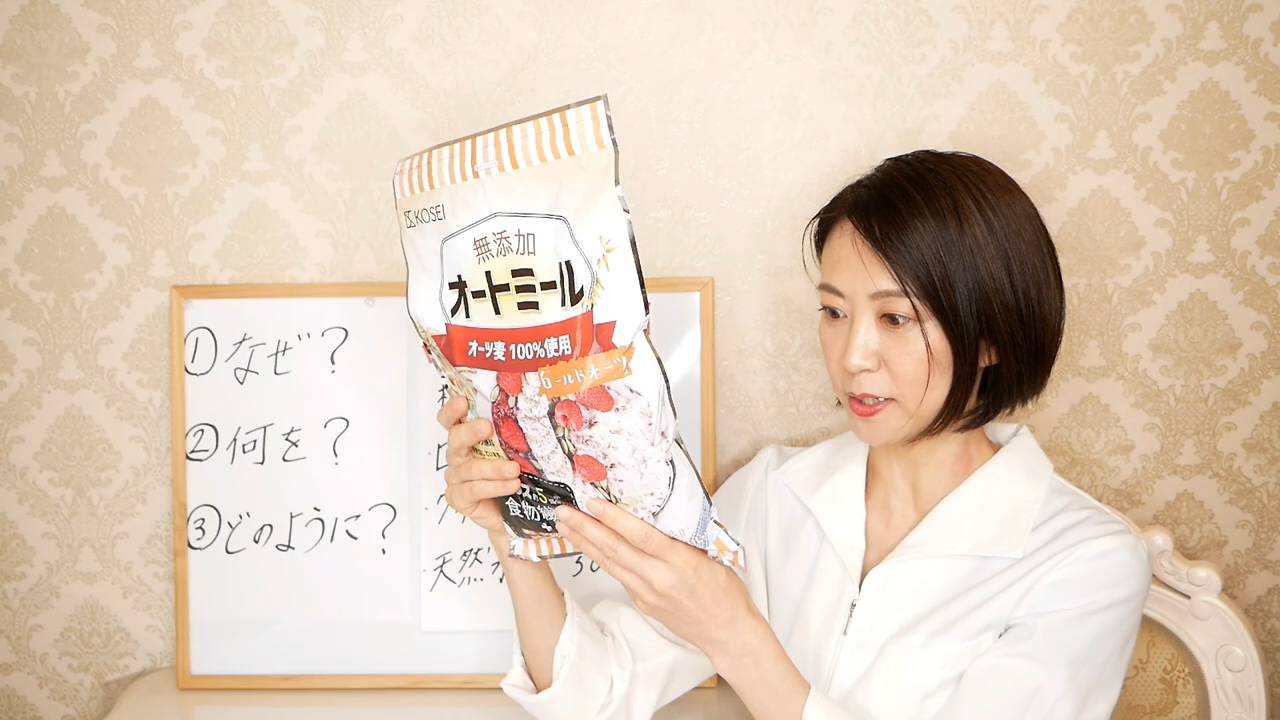 ① なぜ?
② 何を?
③ どのように?
KOSEI
無添加
オートミール
オーツ麦100%使用
ロールドオーツ
5
食物繊
天然
30